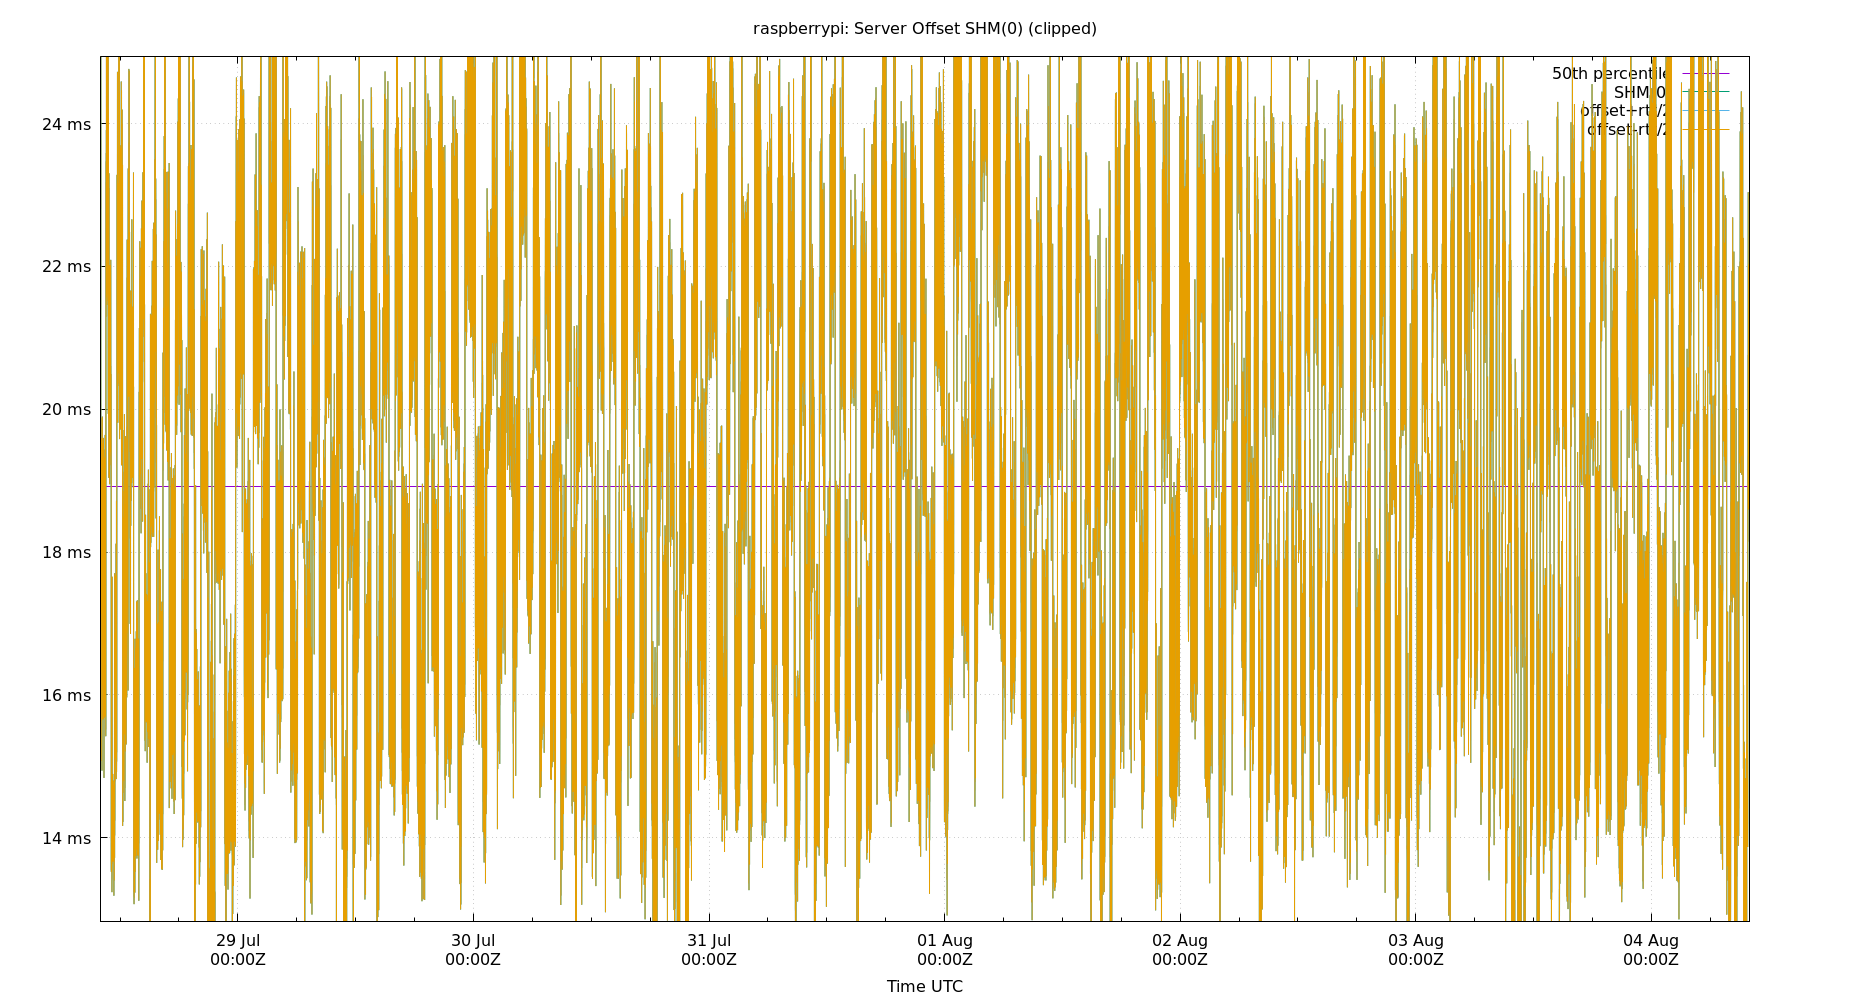 raspberrypi: Server Offset SHM(0) (clipped)
50th percentile
SHM(0)
offset+rtt/2
offset-rtt/2
24 ms
22 ms
20 ms
18 ms
16 ms
14 ms
29 Jul
00:00Z
30 Jul
00:00Z
31 Jul
00:00Z
01 Aug
00:00Z
02 Aug
00:00Z
03 Aug
00:00Z
04 Aug
00:00Z
Time UTC